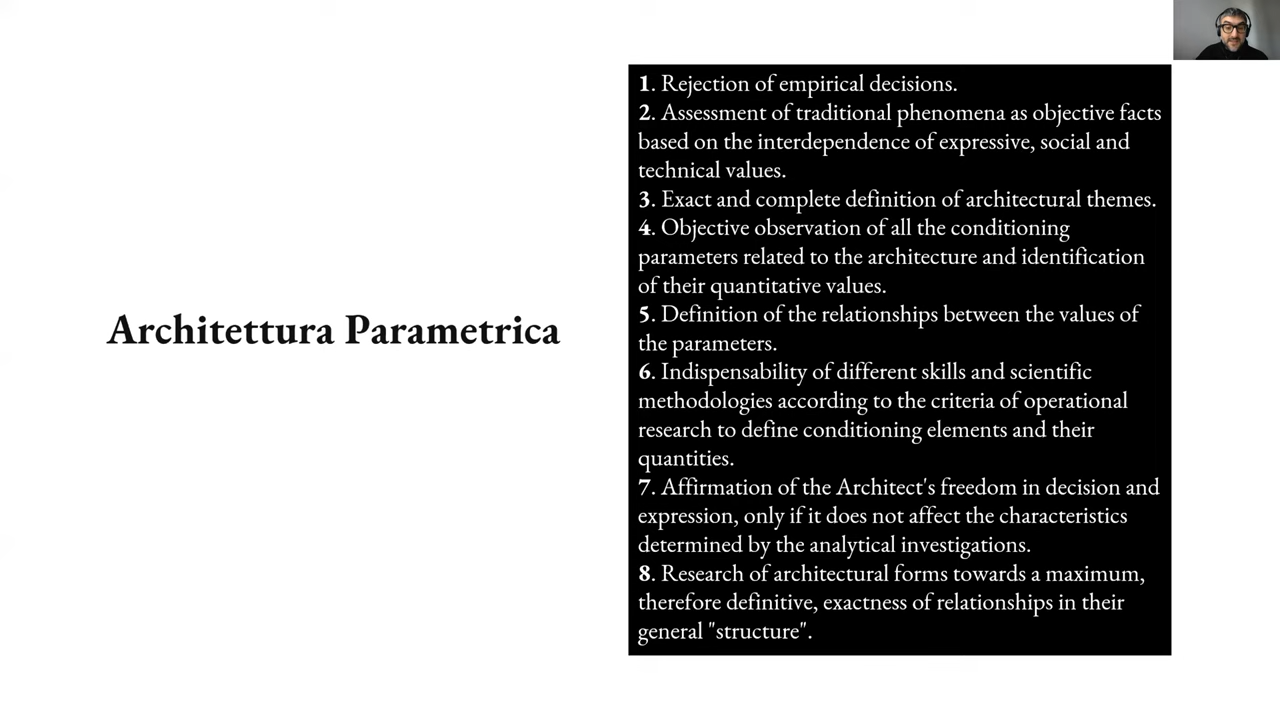 Architettura Parametrica
1. Rejection of empirical decisions.
2. Assessment of traditional phenomena as objective facts
based on the interdependence of expressive, social and
technical values.
3. Exact and complete definition of architectural themes.
4. Objective observation of all the conditioning
parameters related to the architecture and identification
of their quantitative values.
5. Definition of the relationships between the values of
the parameters.
6. Indispensability of different skills and scientific
methodologies according to the criteria of operational
research to define conditioning elements and their
quantities.
7. Affirmation of the Architect's freedom in decision and
expression, only if it does not affect the characteristics
determined by the analytical investigations.
8. Research of architectural forms towards a maximum,
therefore definitive, exactness of relationships in their
general "structure".